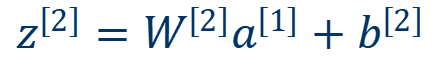 z[2] = W[2]a[1] + b[2]